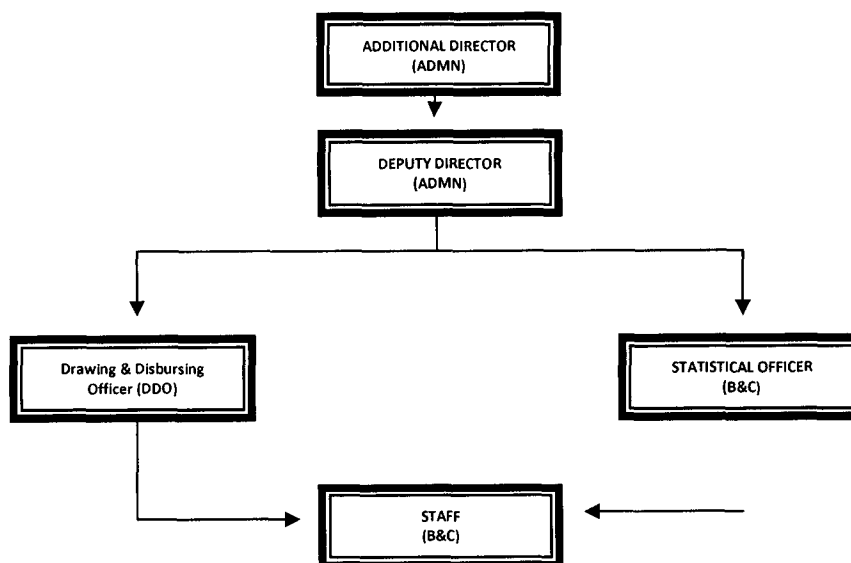 ADDITIONAL DIRECTOR
(ADMN)
DEPUTY DIRECTOR
(ADMN)
Drawing & Disbursing
Officer (DDO)
STATISTICAL OFFICER
(B&C)
STAFF
(B&C)